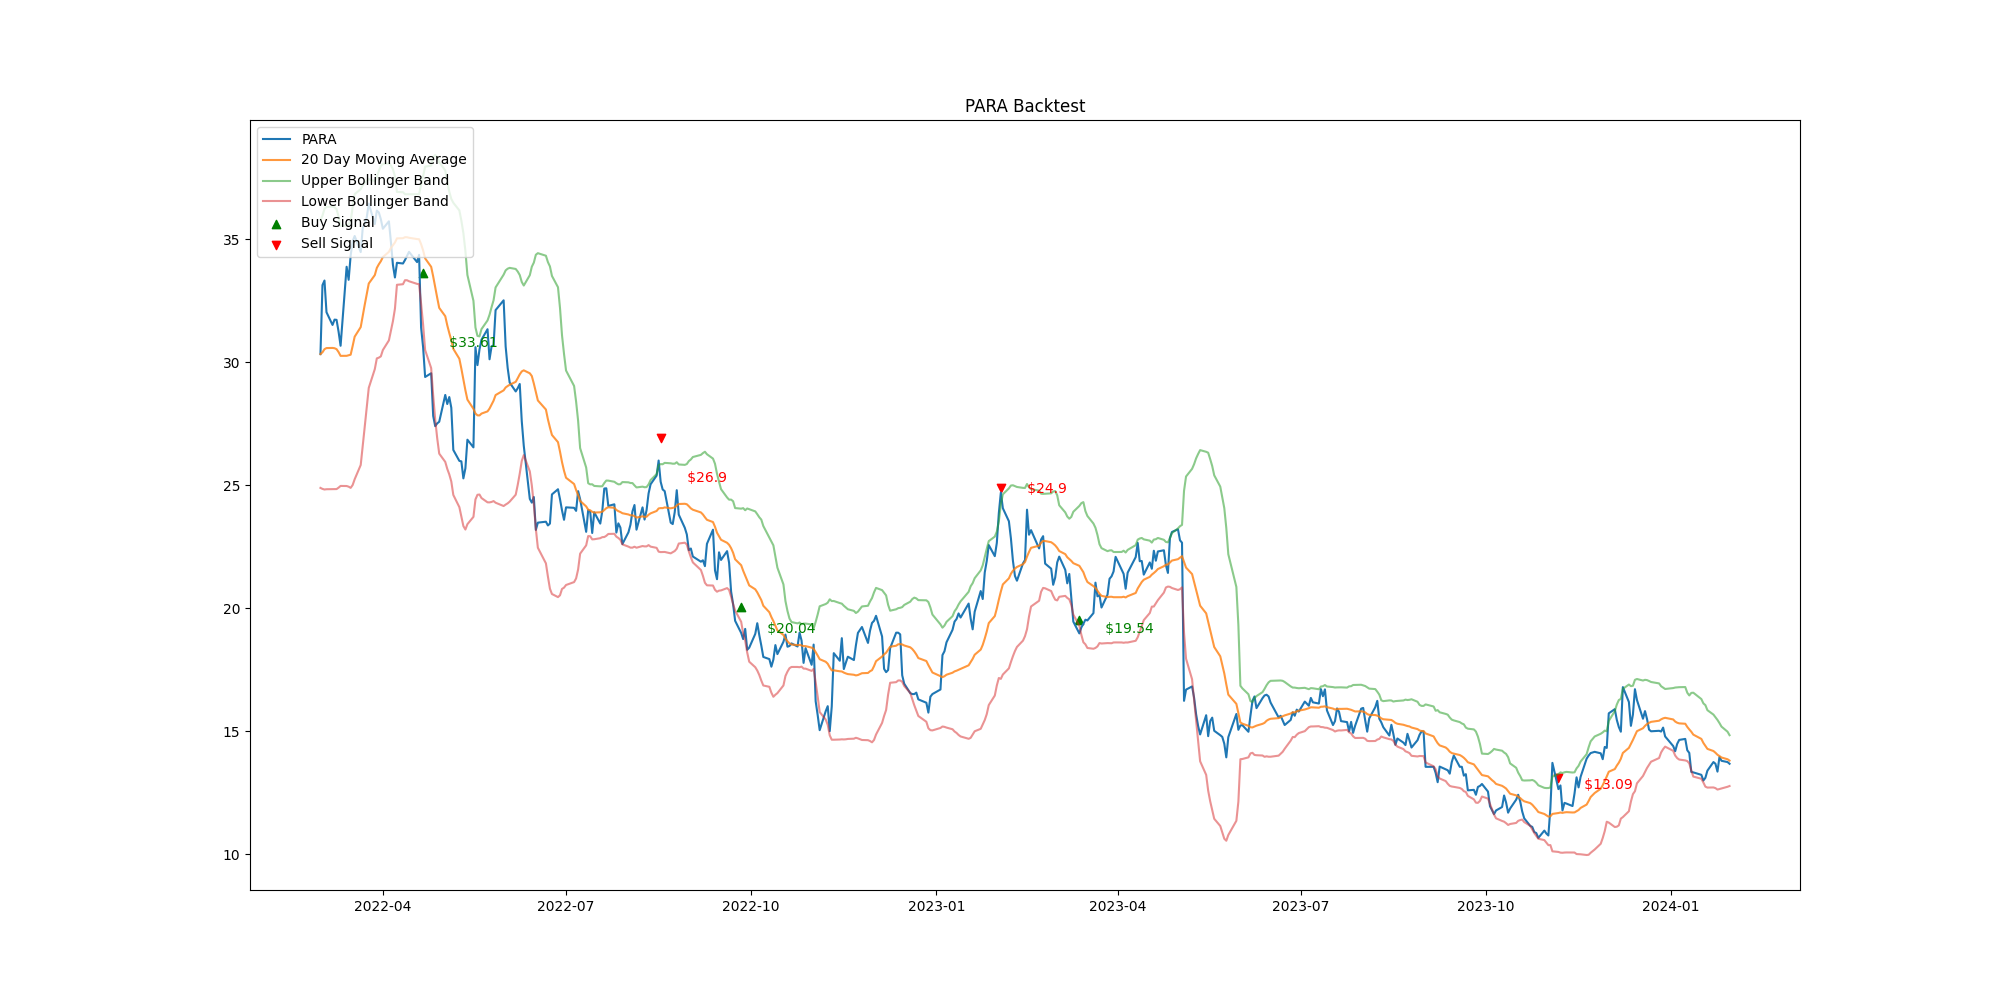 PARA Backtest
PARA
20 Day Moving Average
Upper Bollinger Band
Lower Bollinger Band
Buy Signal
Sell Signal
35
30
25
20
15
10
$33.61
$26.9
$20.04
$24.9
$19.54
$13.09
2022-04
2022-07
2022-10
2023-01
2023-04
2023-07
2023-10
2024-01